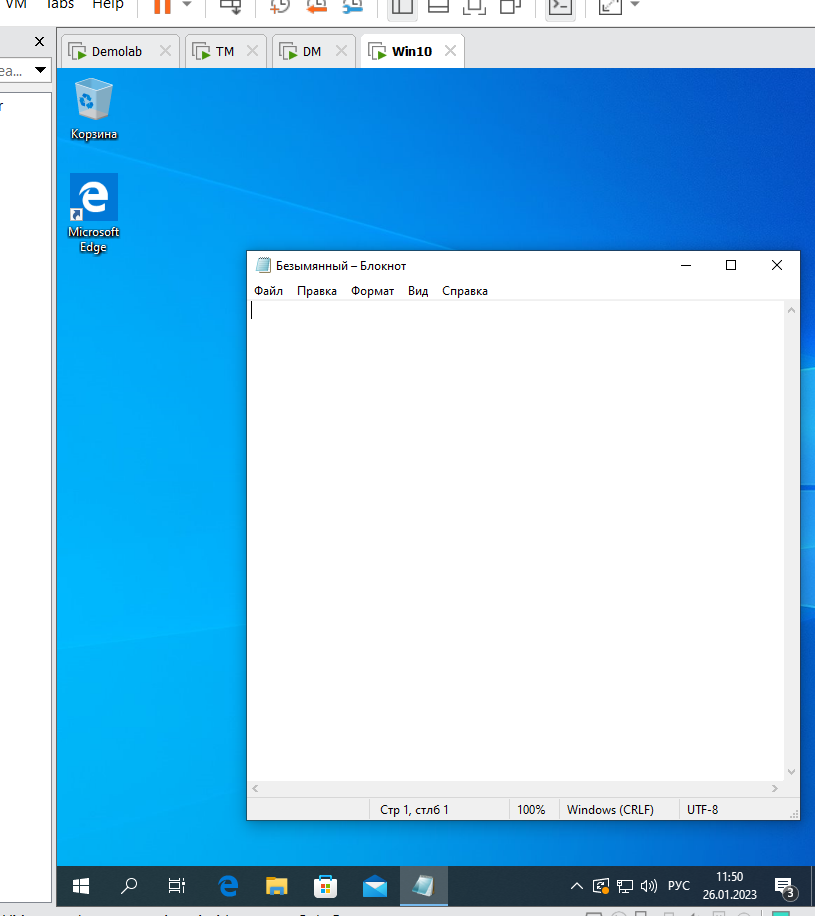 VM Tabs Help
Demolab TM DM Win10
Корзина
Microsoft
Edge
Безымянный – Блокнот
Файл Правка Формат Вид Справка
Стр 1, стлб 1 100% Windows (CRLF) UTF-8
РУС 11:50
26.01.2023 3